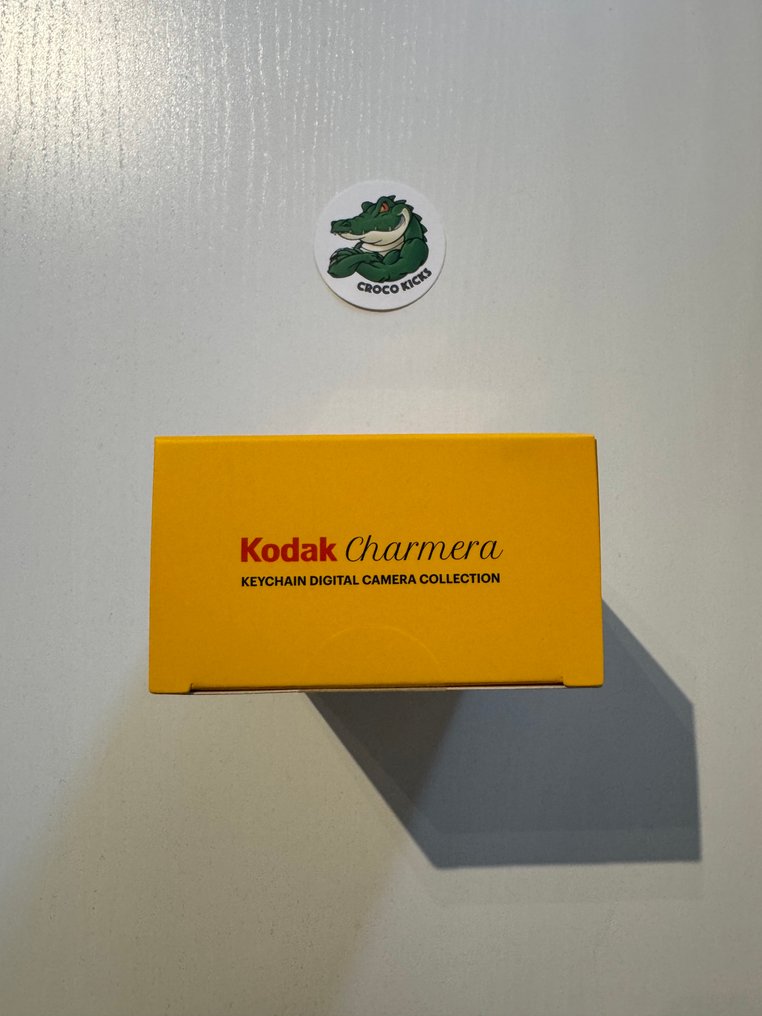 CROCO KICKS
Kodak Charmera
KEYCHAIN DIGITAL CAMERA COLLECTION